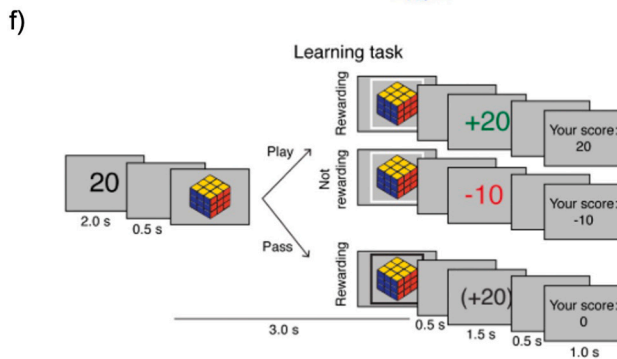 f)
Learning task
Rewarding
+20
Your score:
20
Play
20
2.0 s
0.5 s
Not
rewarding
-10
Your score:
-10
Pass
Rewarding
(+20)
Your score:
0
3.0 s
0.5 s
1.5 s
0.5 s
1.0 s